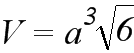 V = a³√6